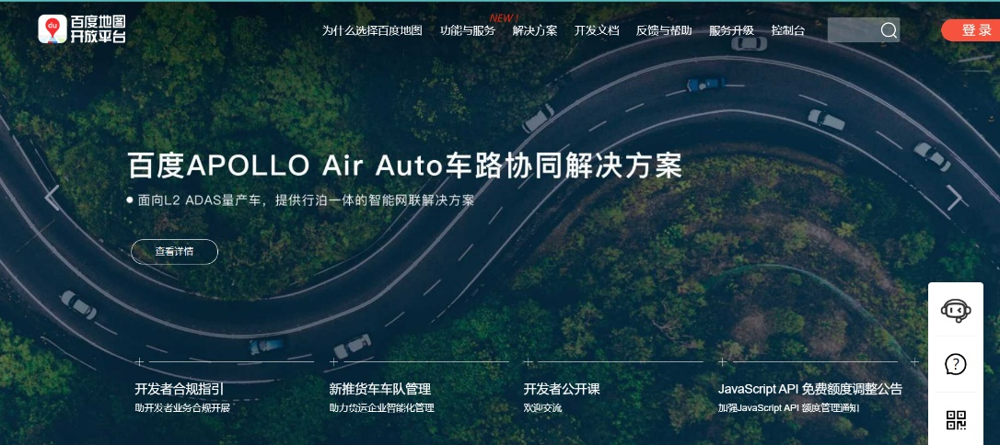 百度地图
开放平台
NEW !
为什么选择百度地图 功能与服务 解决方案 开发文档 反馈与帮助 服务升级 控制台
登 录
百度APOLLO Air Auto车路协同解决方案
面向L2 ADAS量产车，提供行泊一体的智能网联解决方案
查看详情
开发者合规指引
助开发者业务合规开展
新推货车车队管理
助力货运企业智能化管理
开发者公开课
欢迎交流
JavaScript API 免费额度调整公告
加强JavaScript API 额度管理通知